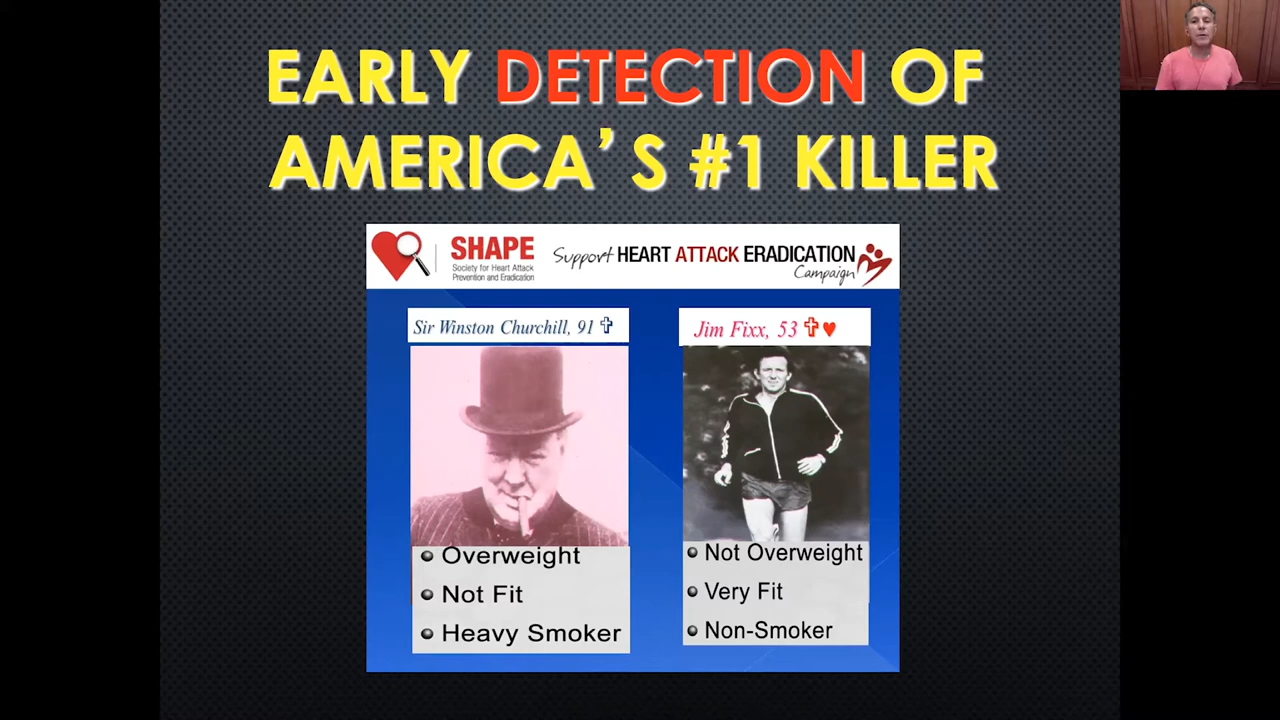 EARLY DETECTION OF
AMERICA'S #1 KILLER
SHAPE
Society for Heart Attack
Prevention and Eradication
Support HEART ATTACK ERADICATION
Campaign
Sir Winston Churchill, 91 ✝
Jim Fixx, 53 ✝♥
• Overweight
• Not Fit
• Heavy Smoker
• Not Overweight
• Very Fit
• Non-Smoker